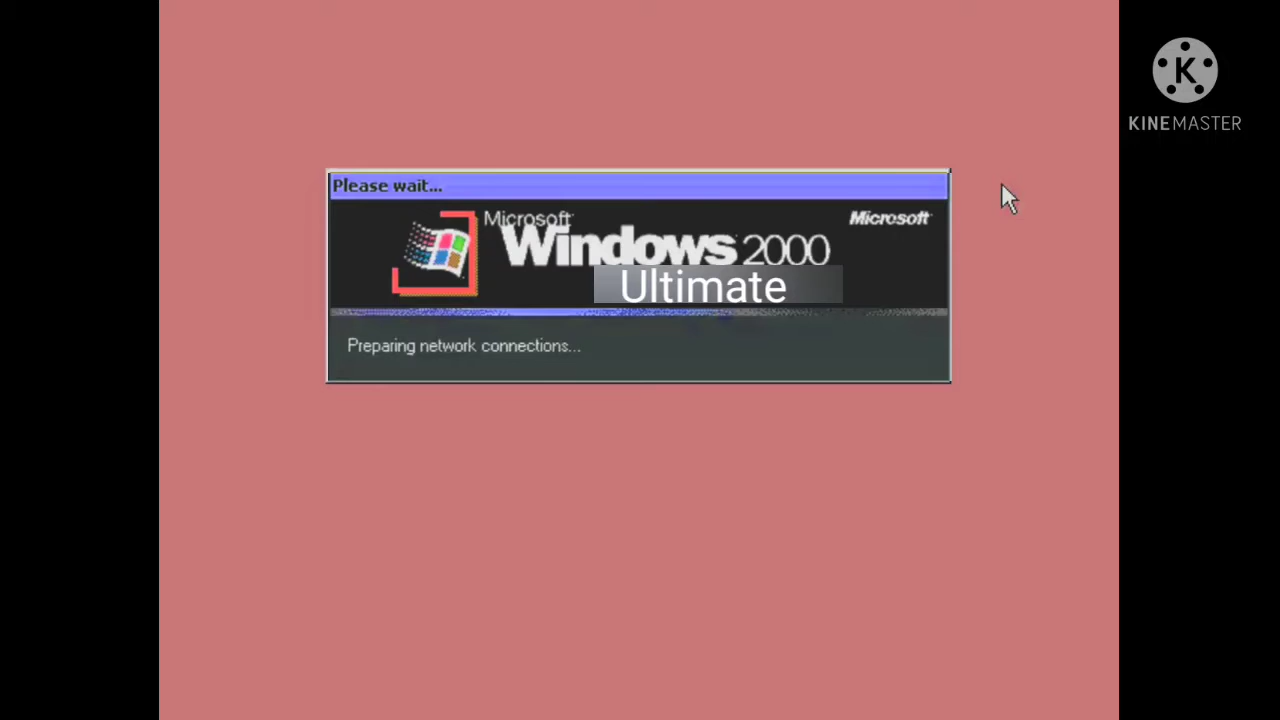 Please wait...
Microsoft
Microsoft
Windows 2000
Ultimate
Preparing network connections...
K
KINEMASTER